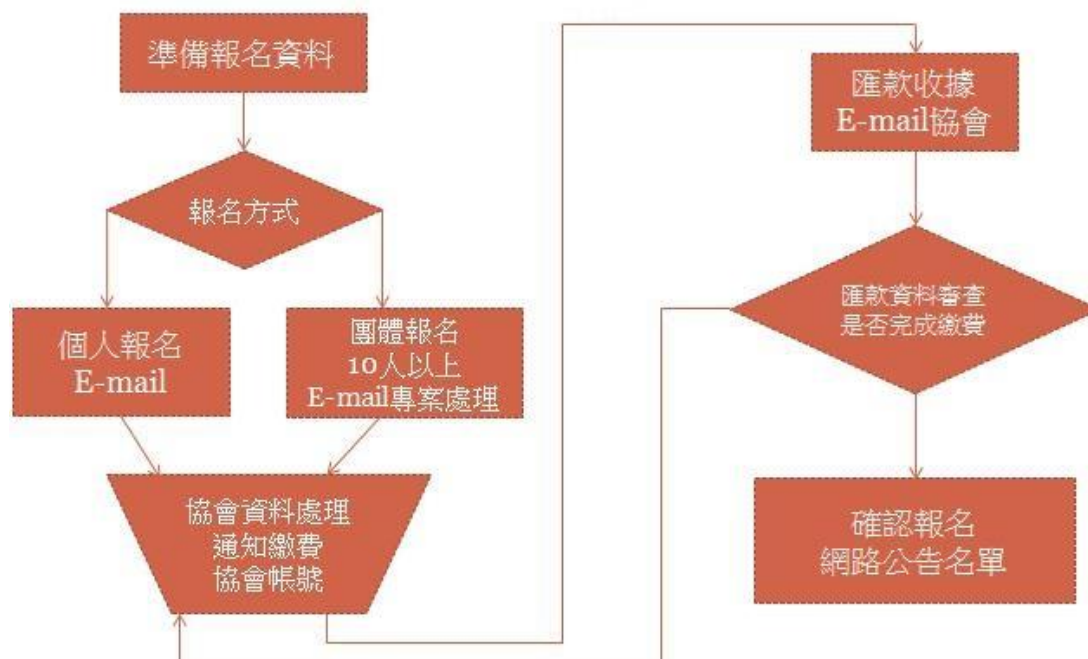 準備報名資料
報名方式
個人報名
E-mail
團體報名
10人以上
E-mail專案處理
協會資料處理
通知繳費
協會帳號
匯款收據
E-mail協會
匯款資料審查
是否完成繳費
確認報名
網路公告名單